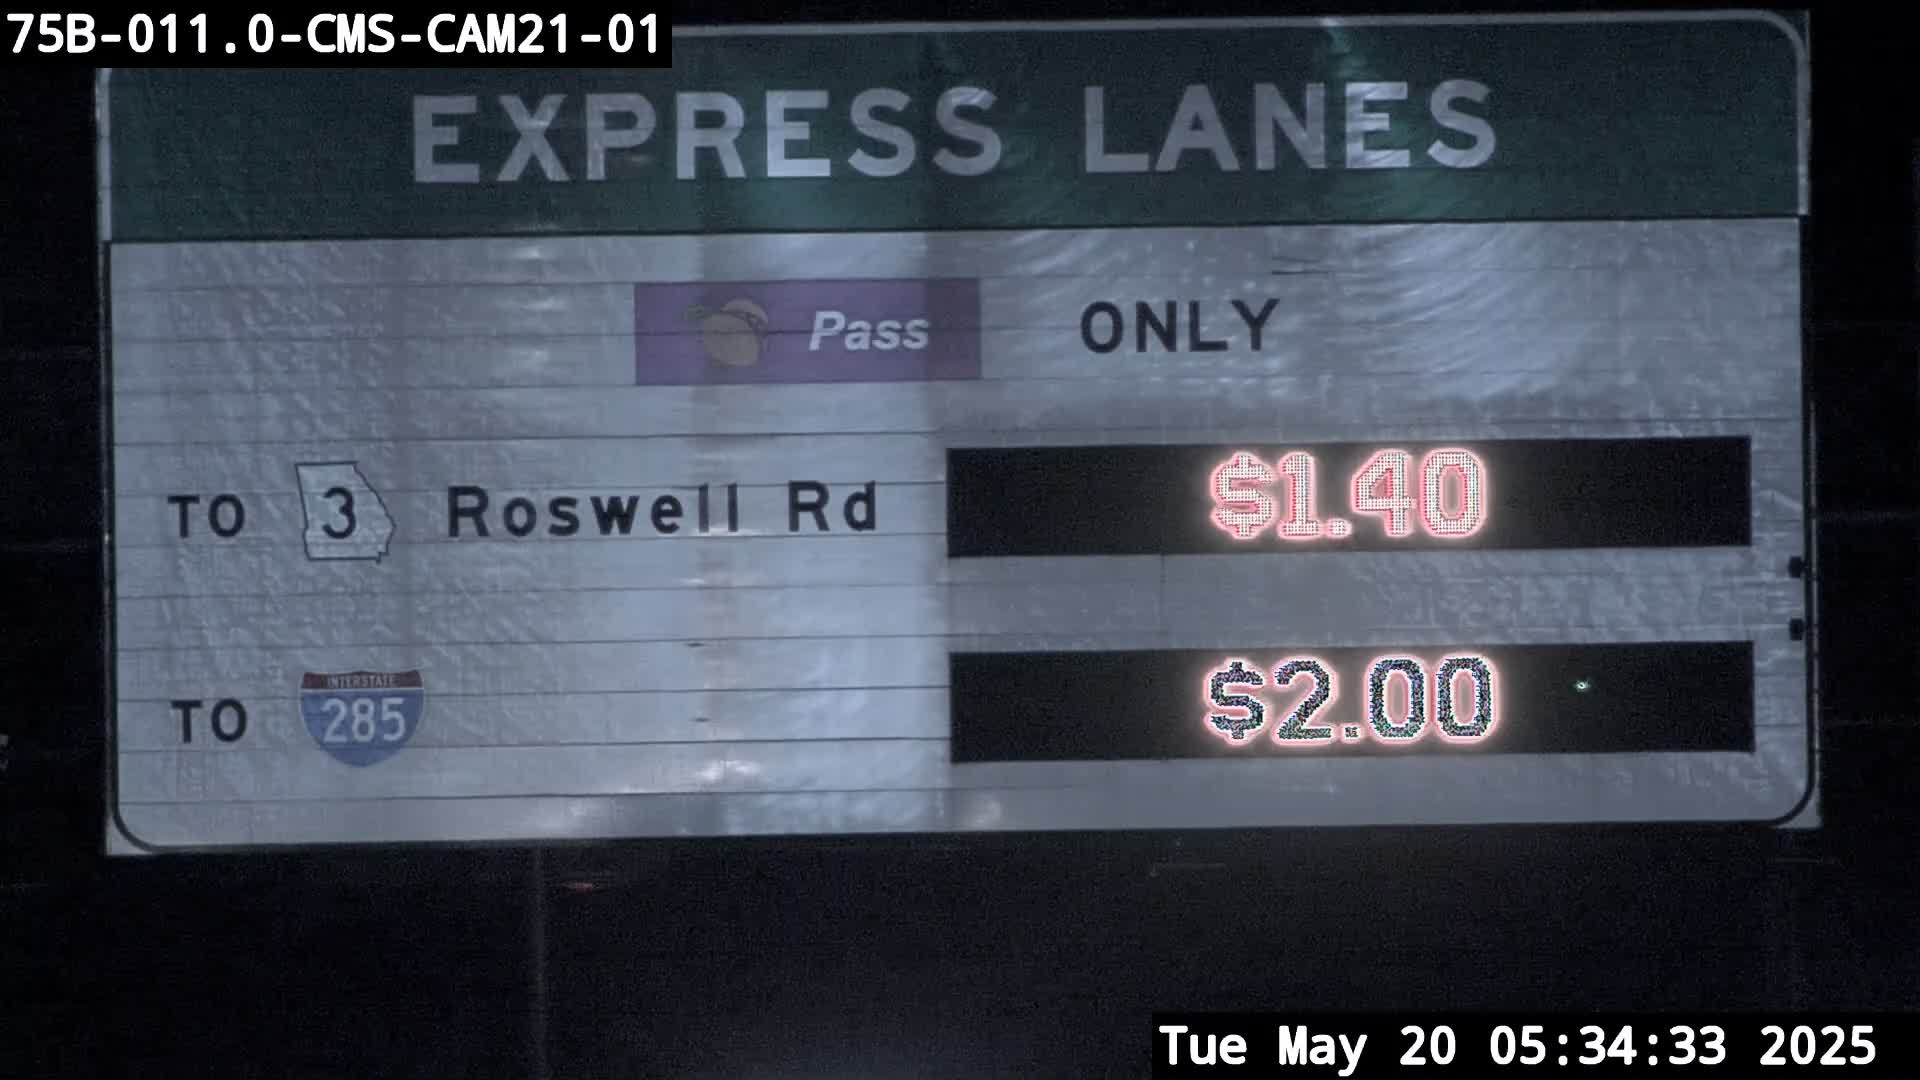 75B-011.0-CMS-CAM21-01
EXPRESS LANES
Pass ONLY
TO 3 Roswell Rd $1.40
TO INTERSTATE 285 $2.00
Tue May 20 05:34:33 2025